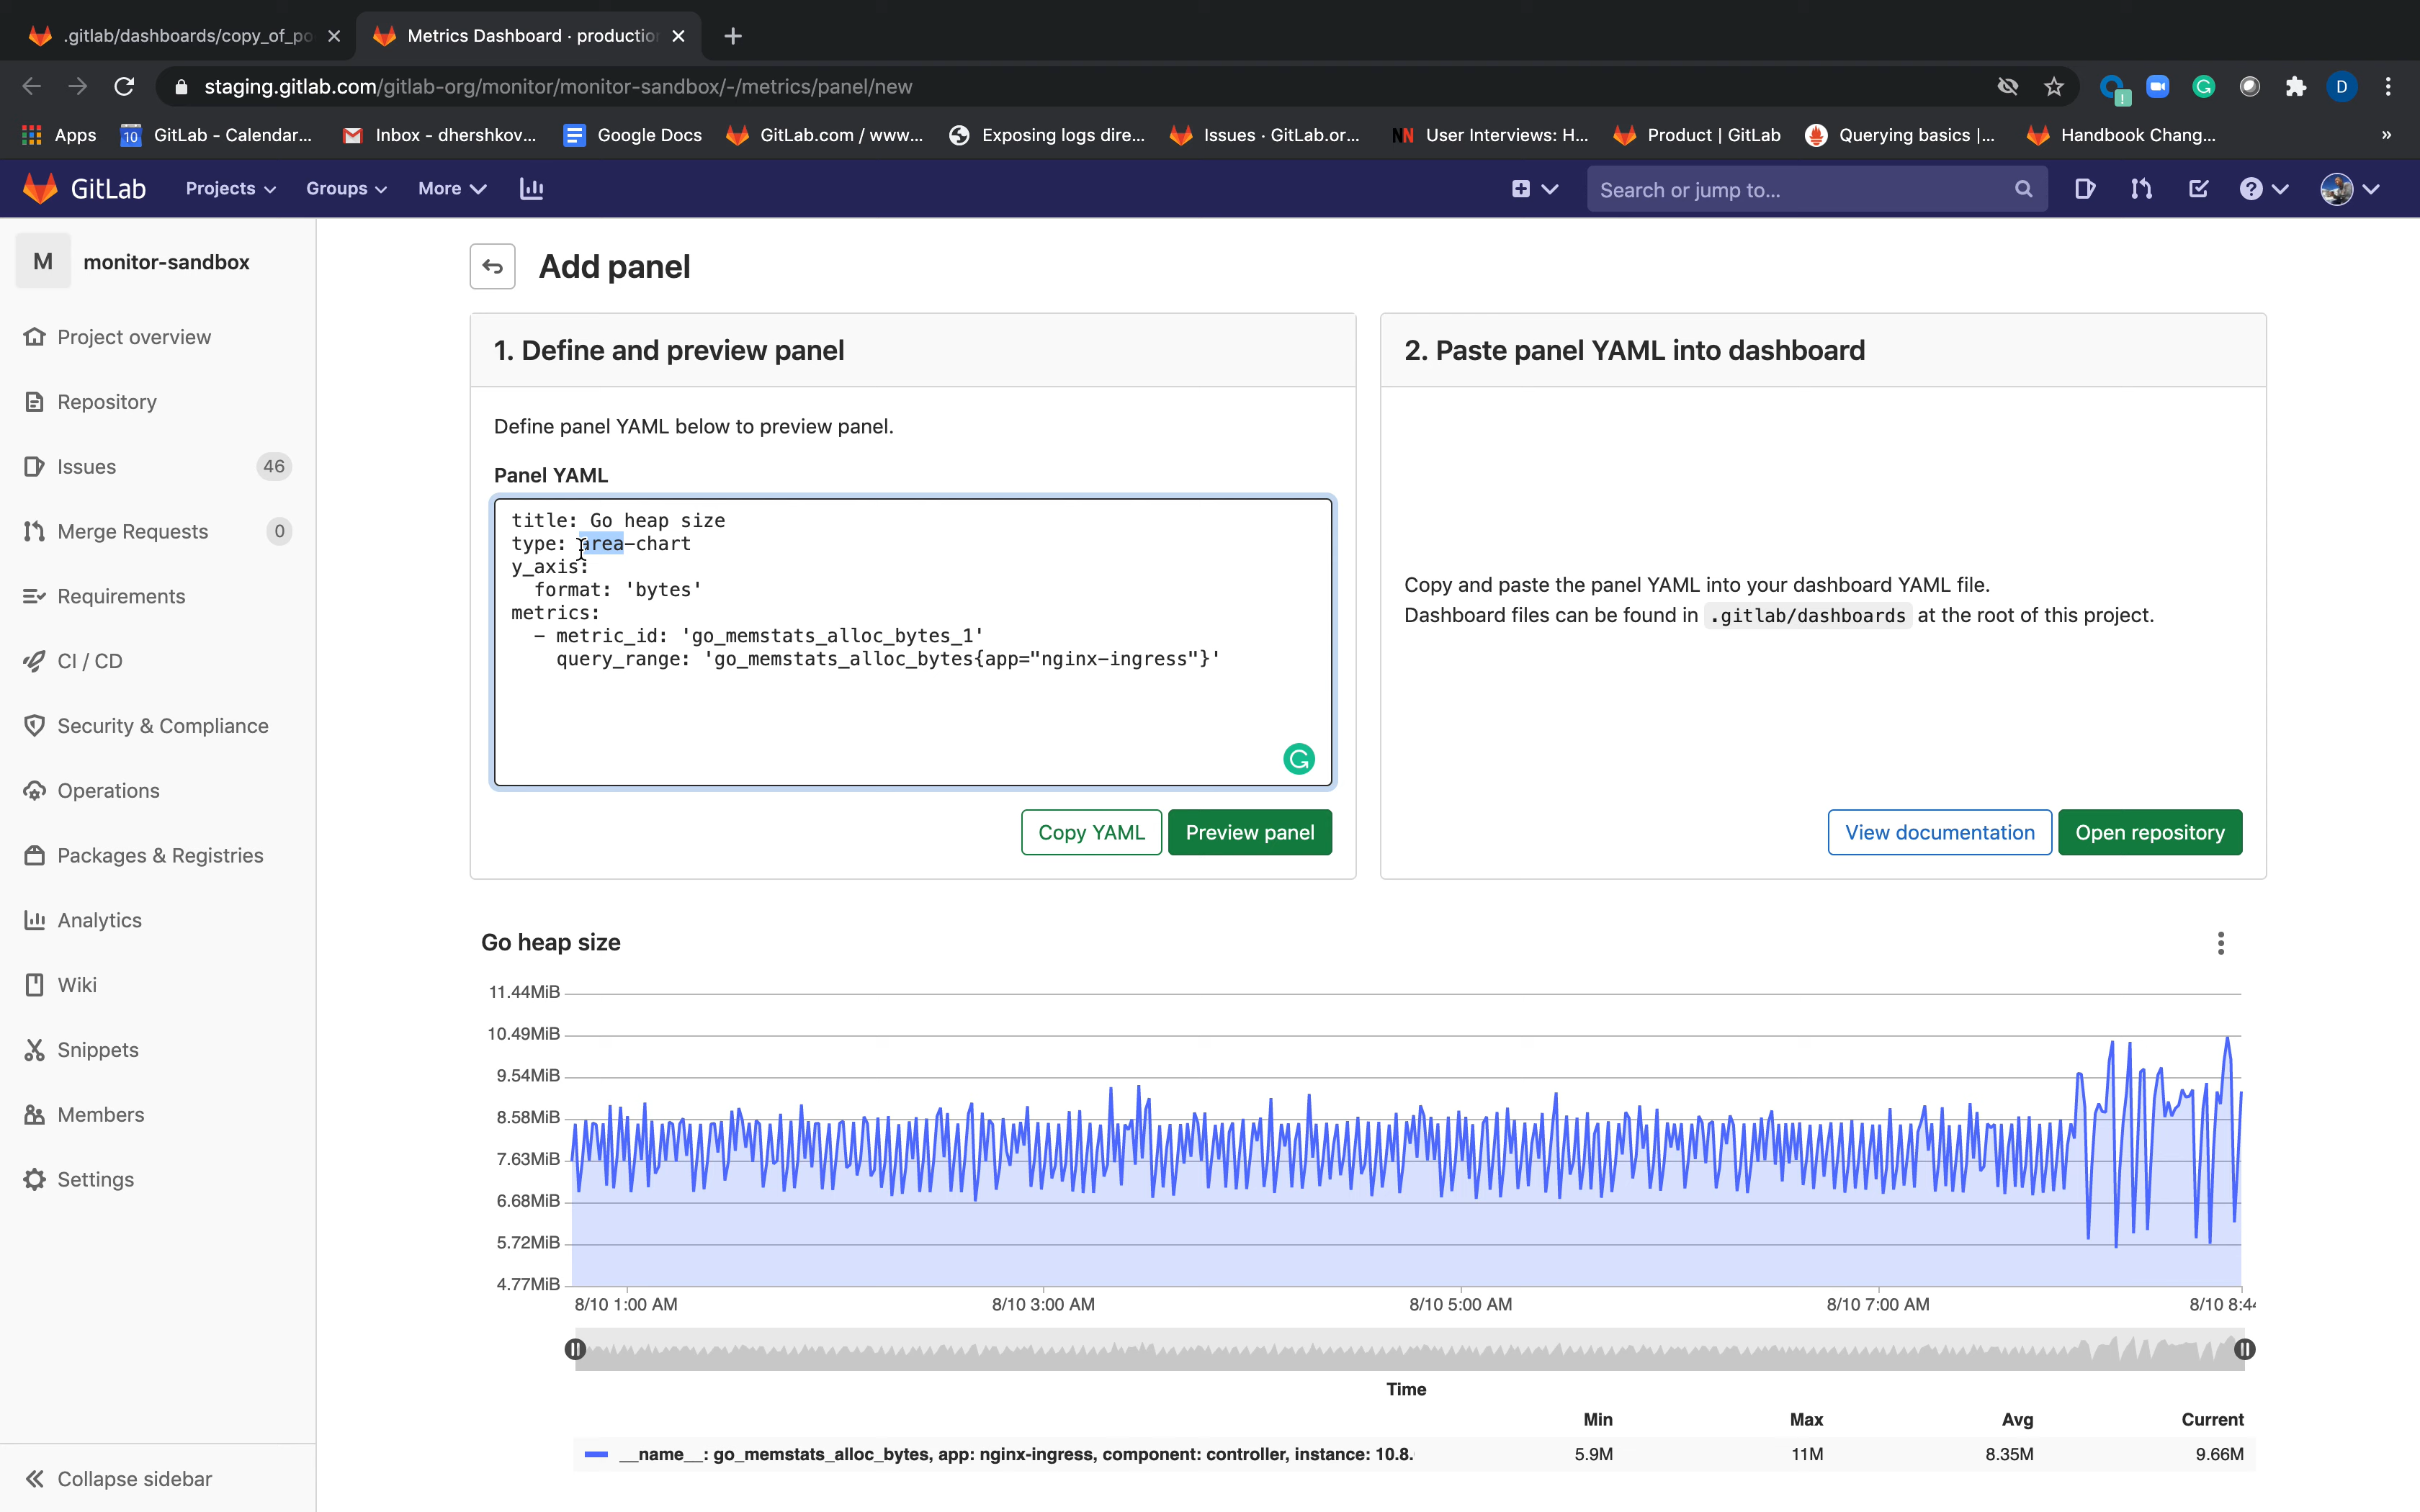 .gitlab/dashboards/copy_of_po
Metrics Dashboard · production
staging.gitlab.com/gitlab-org/monitor/monitor-sandbox/-/metrics/panel/new
D
Apps
10 GitLab - Calendar...
Inbox - dhershkov...
Google Docs
GitLab.com / www...
Exposing logs dire...
Issues · GitLab.or...
User Interviews: H...
Product | GitLab
Querying basics |...
Handbook Chang...
»
GitLab
Projects
Groups
More
Search or jump to...
M monitor-sandbox
Project overview
Repository
Issues 46
Merge Requests 0
Requirements
CI / CD
Security & Compliance
Operations
Packages & Registries
Analytics
Wiki
Snippets
Members
Settings
Collapse sidebar
Add panel
1. Define and preview panel
Define panel YAML below to preview panel.
Panel YAML
title: Go heap size
type: area-chart
y_axis:
format: 'bytes'
metrics:
- metric_id: 'go_memstats_alloc_bytes_1'
query_range: 'go_memstats_alloc_bytes{app="nginx-ingress"}'
Copy YAML
Preview panel
2. Paste panel YAML into dashboard
Copy and paste the panel YAML into your dashboard YAML file.
Dashboard files can be found in .gitlab/dashboards at the root of this project.
View documentation
Open repository
Go heap size
11.44MiB
10.49MiB
9.54MiB
8.58MiB
7.63MiB
6.68MiB
5.72MiB
4.77MiB
8/10 1:00 AM
8/10 3:00 AM
8/10 5:00 AM
8/10 7:00 AM
8/10 8:44
Time
Min Max Avg Current
__name__: go_memstats_alloc_bytes, app: nginx-ingress, component: controller, instance: 10.8. 5.9M 11M 8.35M 9.66M